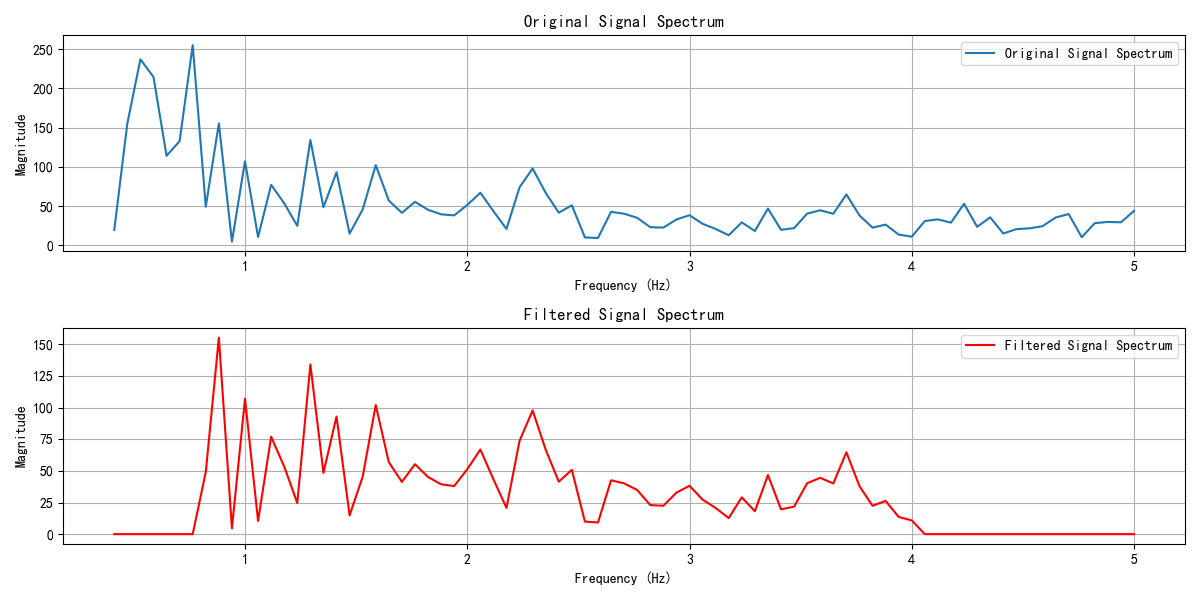 Original Signal Spectrum
Original Signal Spectrum
250
200
150
100
50
0
Magnitude
1 2 3 4 5
Frequency (Hz)
Filtered Signal Spectrum
Filtered Signal Spectrum
150
125
100
75
50
25
0
Magnitude
1 2 3 4 5
Frequency (Hz)